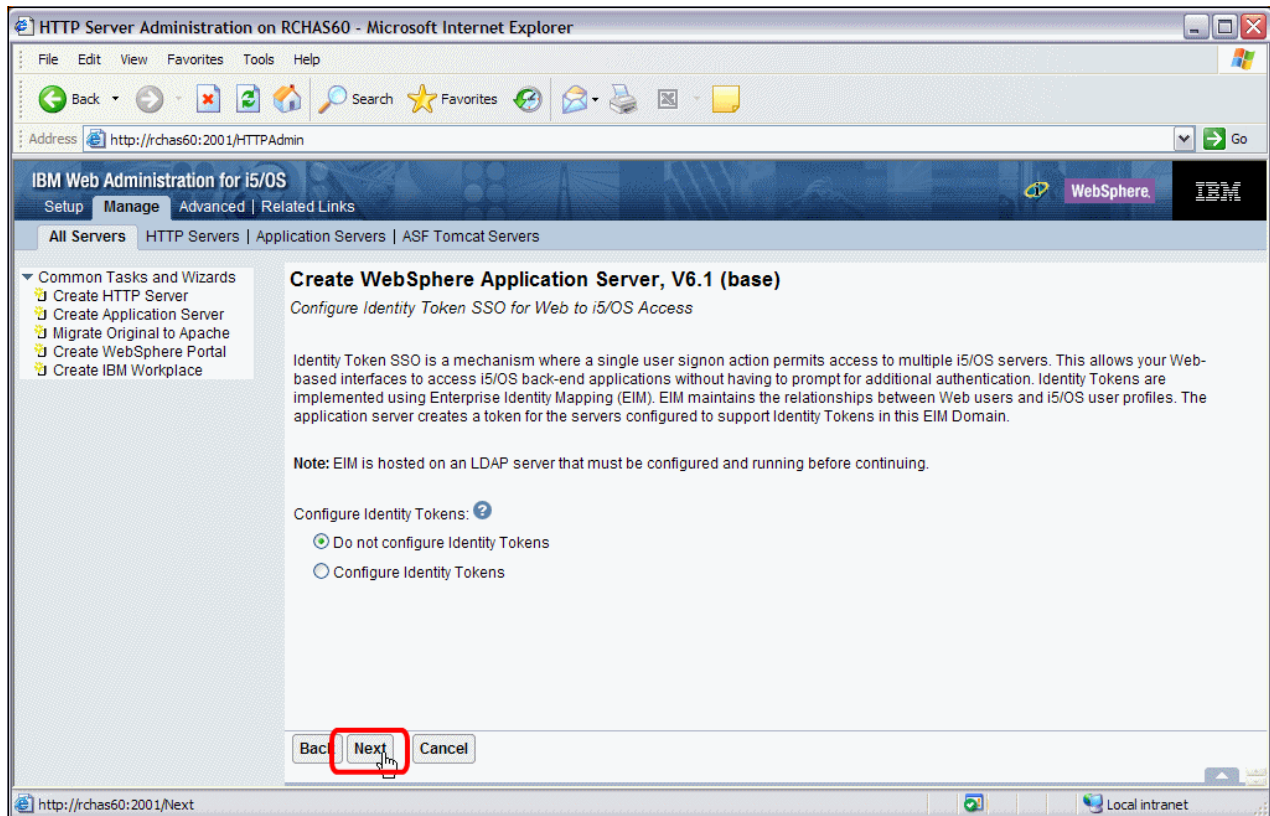 HTTP Server Administration on RCHAS60 - Microsoft Internet Explorer
File Edit View Favorites Tools Help
Back Search Favorites
Address http://rchas60:2001/HTTPAdmin Go
IBM Web Administration for i5/OS
WebSphere. IBM
Setup Manage Advanced | Related Links
All Servers HTTP Servers | Application Servers | ASF Tomcat Servers
Common Tasks and Wizards
Create HTTP Server
Create Application Server
Migrate Original to Apache
Create WebSphere Portal
Create IBM Workplace
Create WebSphere Application Server, V6.1 (base)
Configure Identity Token SSO for Web to i5/OS Access
Identity Token SSO is a mechanism where a single user signon action permits access to multiple i5/OS servers. This allows your Web-
based interfaces to access i5/OS back-end applications without having to prompt for additional authentication. Identity Tokens are
implemented using Enterprise Identity Mapping (EIM). EIM maintains the relationships between Web users and i5/OS user profiles. The
application server creates a token for the servers configured to support Identity Tokens in this EIM Domain.
Note: EIM is hosted on an LDAP server that must be configured and running before continuing.
Configure Identity Tokens: ?
Do not configure Identity Tokens
Configure Identity Tokens
Back Next Cancel
http://rchas60:2001/Next Local intranet